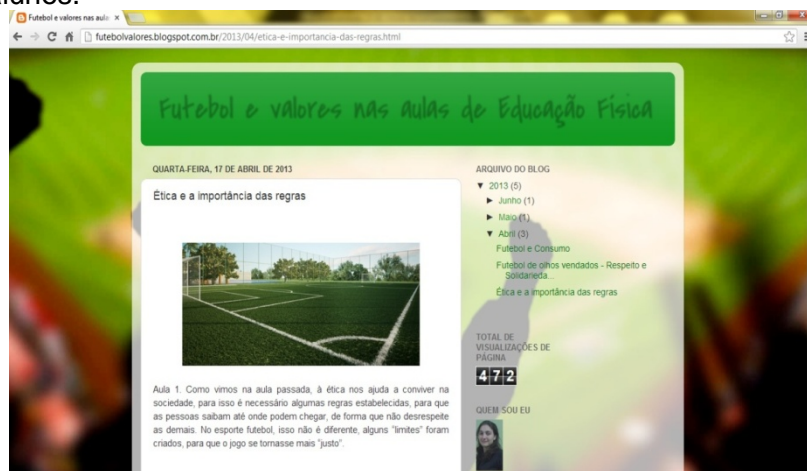 Futebol e valores nas aula
futebolvalores.blogspot.com.br/2013/04/etica-e-importancia-das-regras.html
Futebol e valores nas aulas de Educação Física
QUARTA-FEIRA, 17 DE ABRIL DE 2013
Ética e a importância das regras
Aula 1. Como vimos na aula passada, à ética nos ajuda a conviver na
sociedade, para isso é necessário algumas regras estabelecidas, para que
as pessoas saibam até onde podem chegar, de forma que não desrespeite
as demais. No esporte futebol, isso não é diferente, alguns "limites" foram
criados, para que o jogo se tornasse mais "justo".
ARQUIVO DO BLOG
▼ 2013 (5)
► Junho (1)
► Maio (1)
▼ Abril (3)
Futebol e Consumo
Futebol de olhos vendados - Respeito e
Solidarieda...
Ética e a importância das regras
TOTAL DE
VISUALIZAÇÕES DE
PÁGINA
472
QUEM SOU EU